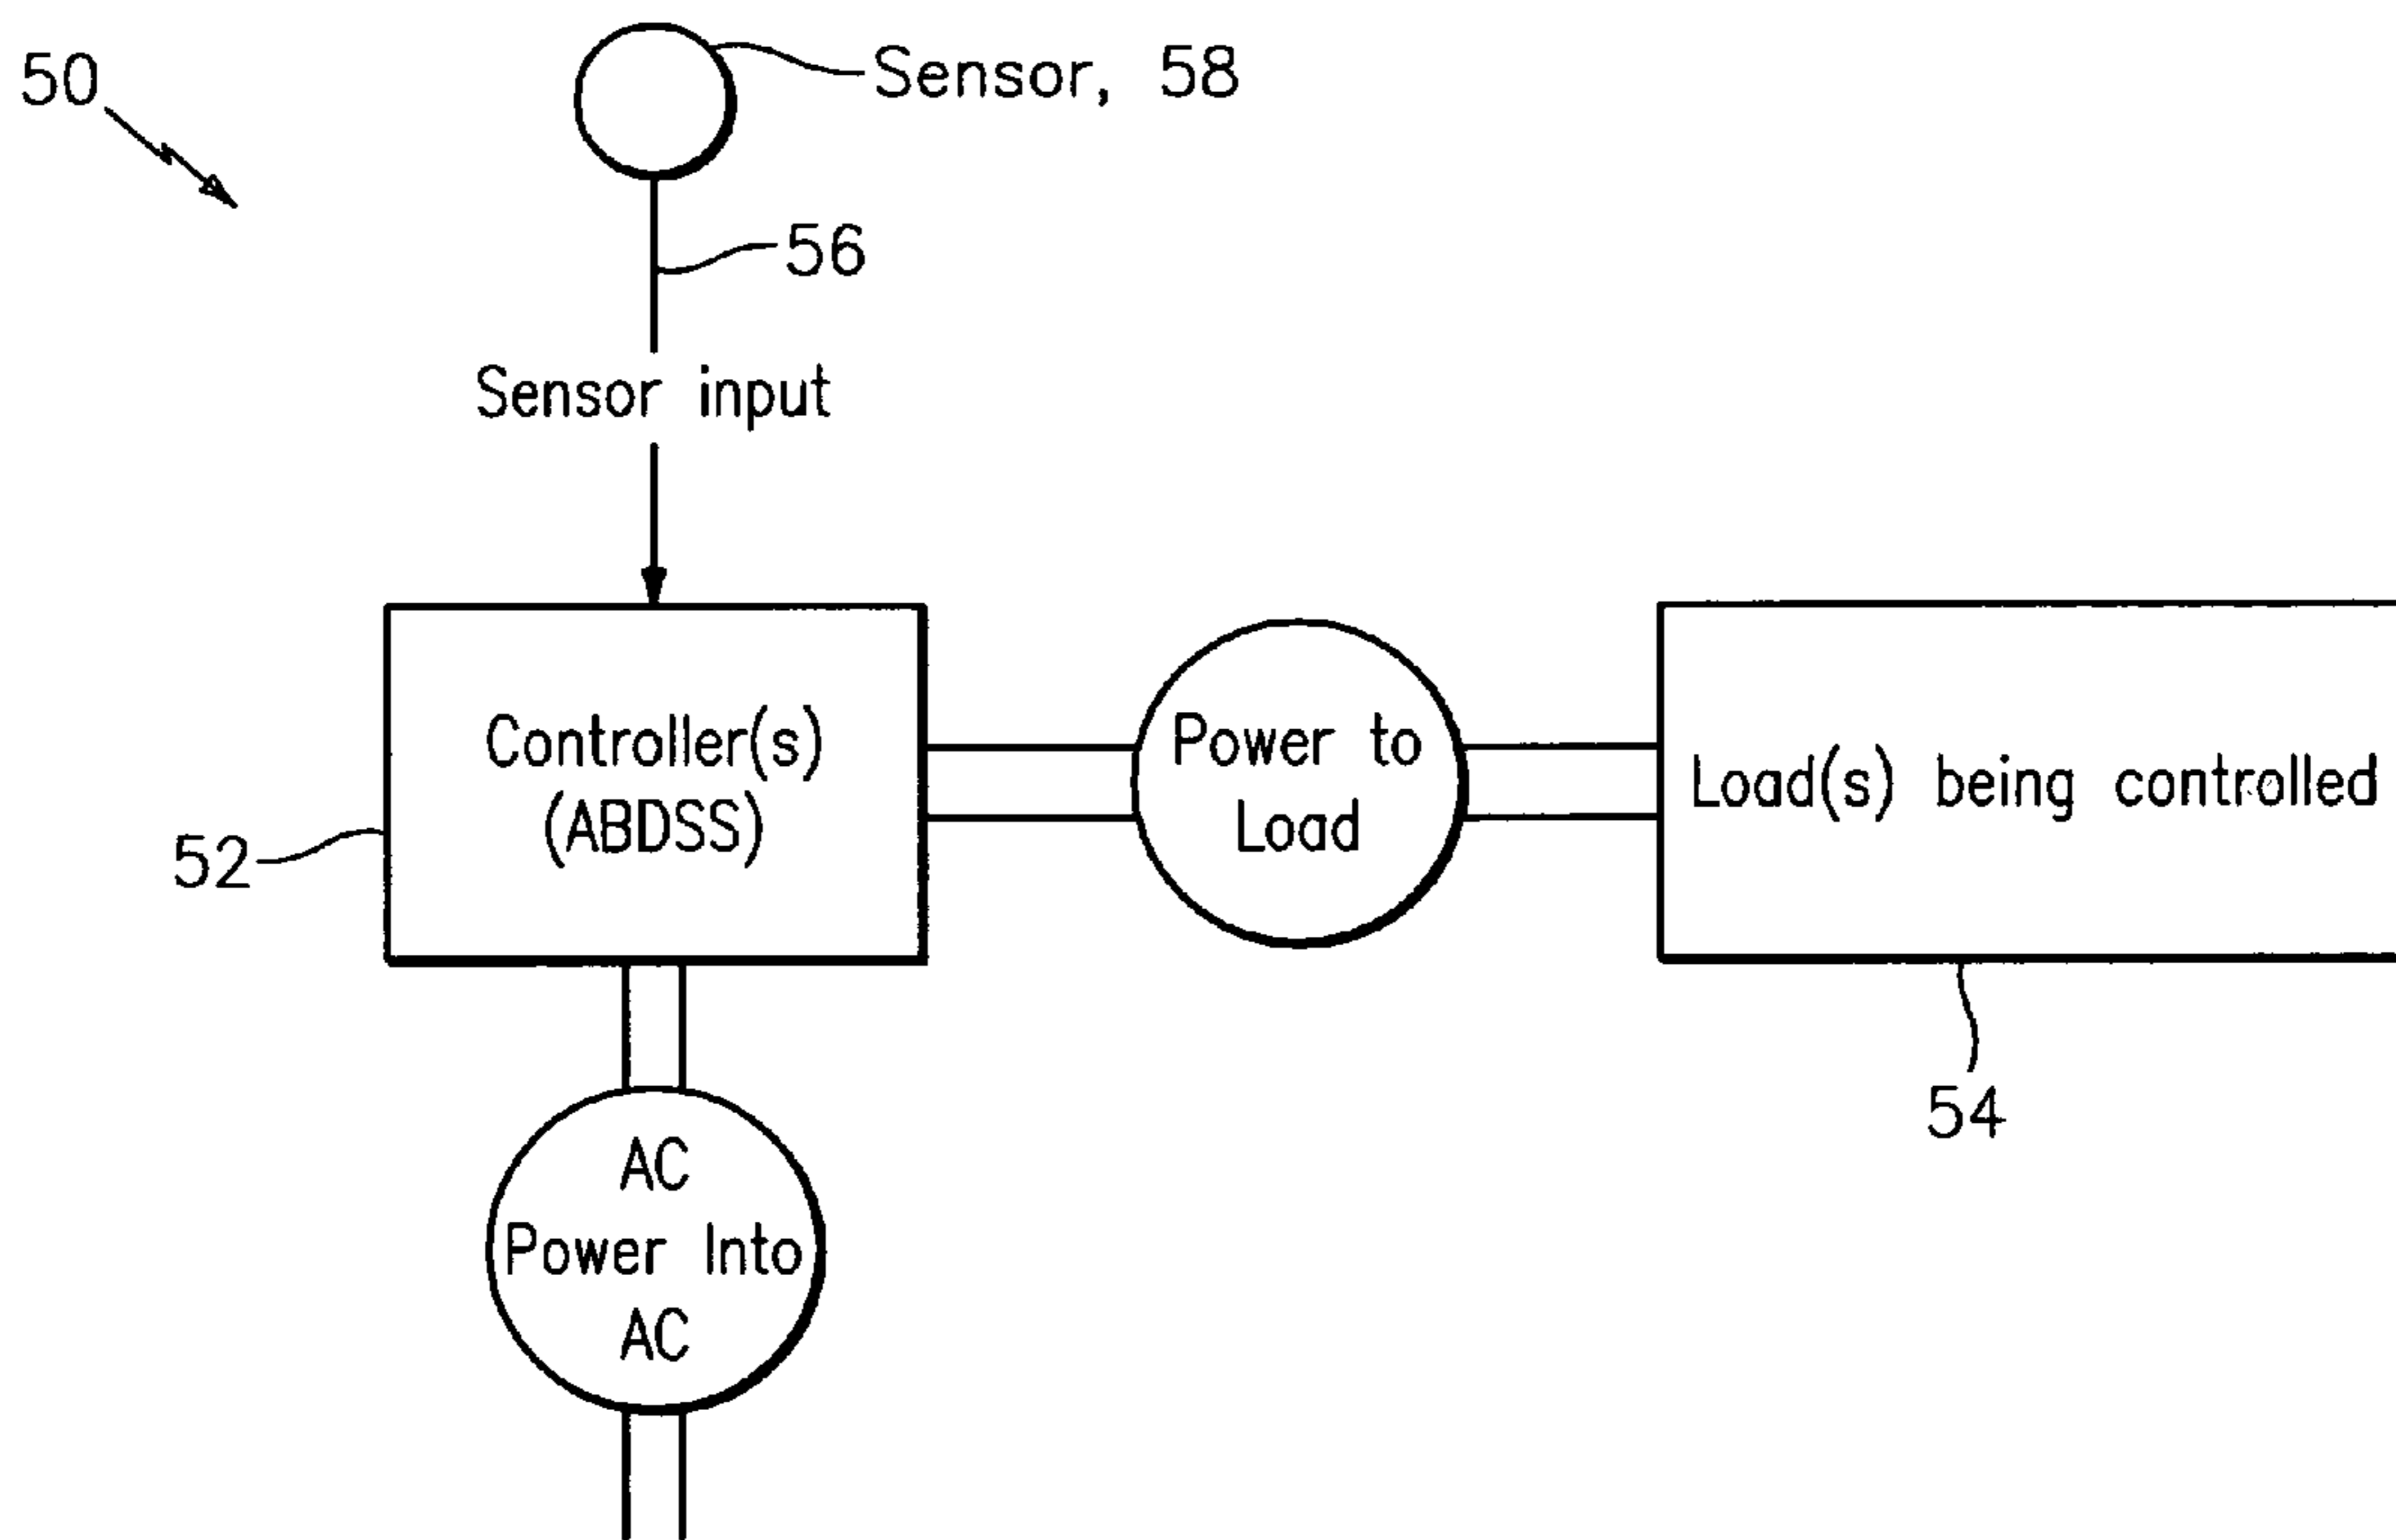 50
Sensor, 58
56
Sensor input
Controller(s)
(ABDSS)
52
Power to
Load
Load(s) being controlled
54
AC
Power Into
AC